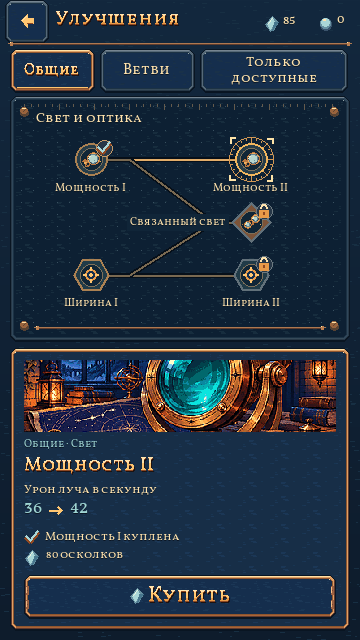 Улучшения
85
0
Общие
Ветви
Только
доступные
Свет и оптика
Мощность I
Мощность II
Связанный свет
Ширина I
Ширина II
Общие · Свет
Мощность II
Урон луча в секунду
36 → 42
Мощность I куплена
80 осколков
Купить